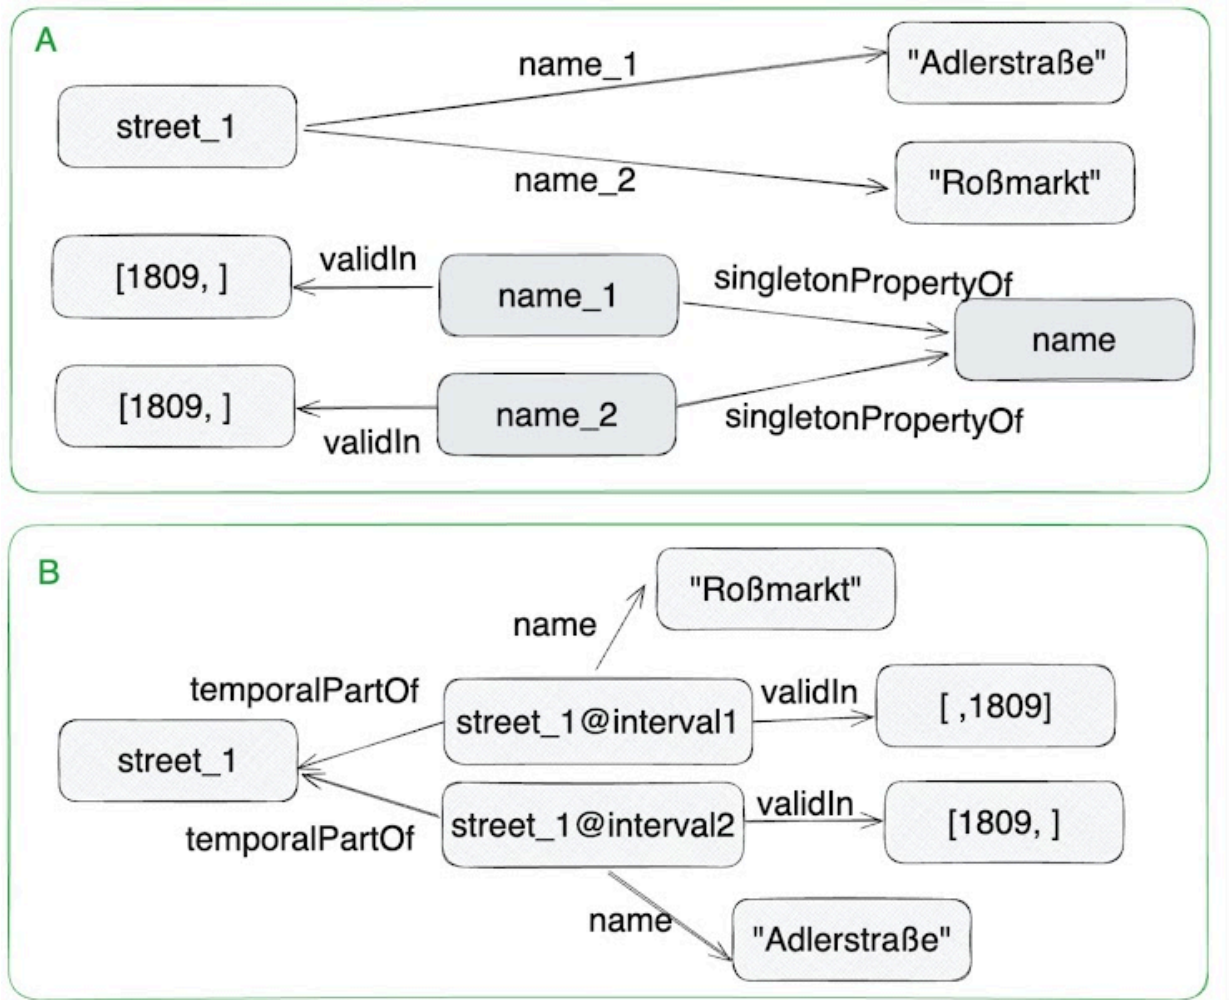 A
name_1
"Adlerstraße"
street_1
name_2
"Roßmarkt"
[1809, ]
validIn
name_1
singletonPropertyOf
name
[1809, ]
validIn
name_2
singletonPropertyOf
B
"Roßmarkt"
name
temporalPartOf
street_1@interval1
validIn
[ ,1809]
street_1
temporalPartOf
street_1@interval2
validIn
[1809, ]
name
"Adlerstraße"